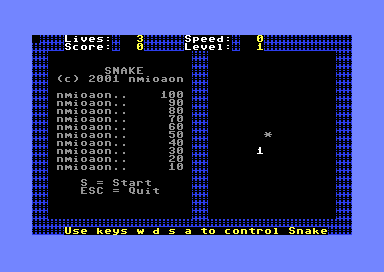 Lives: 3 Speed: 0
Score: 0 Level: 1
SNAKE
(c) 2001 nmioaon
nmioaon.. 100
nmioaon.. 90
nmioaon.. 80
nmioaon.. 70
nmioaon.. 60
nmioaon.. 50
nmioaon.. 40
nmioaon.. 30
nmioaon.. 20
nmioaon.. 10
*
1
S = Start
ESC = Quit
Use keys w d s a to control Snake